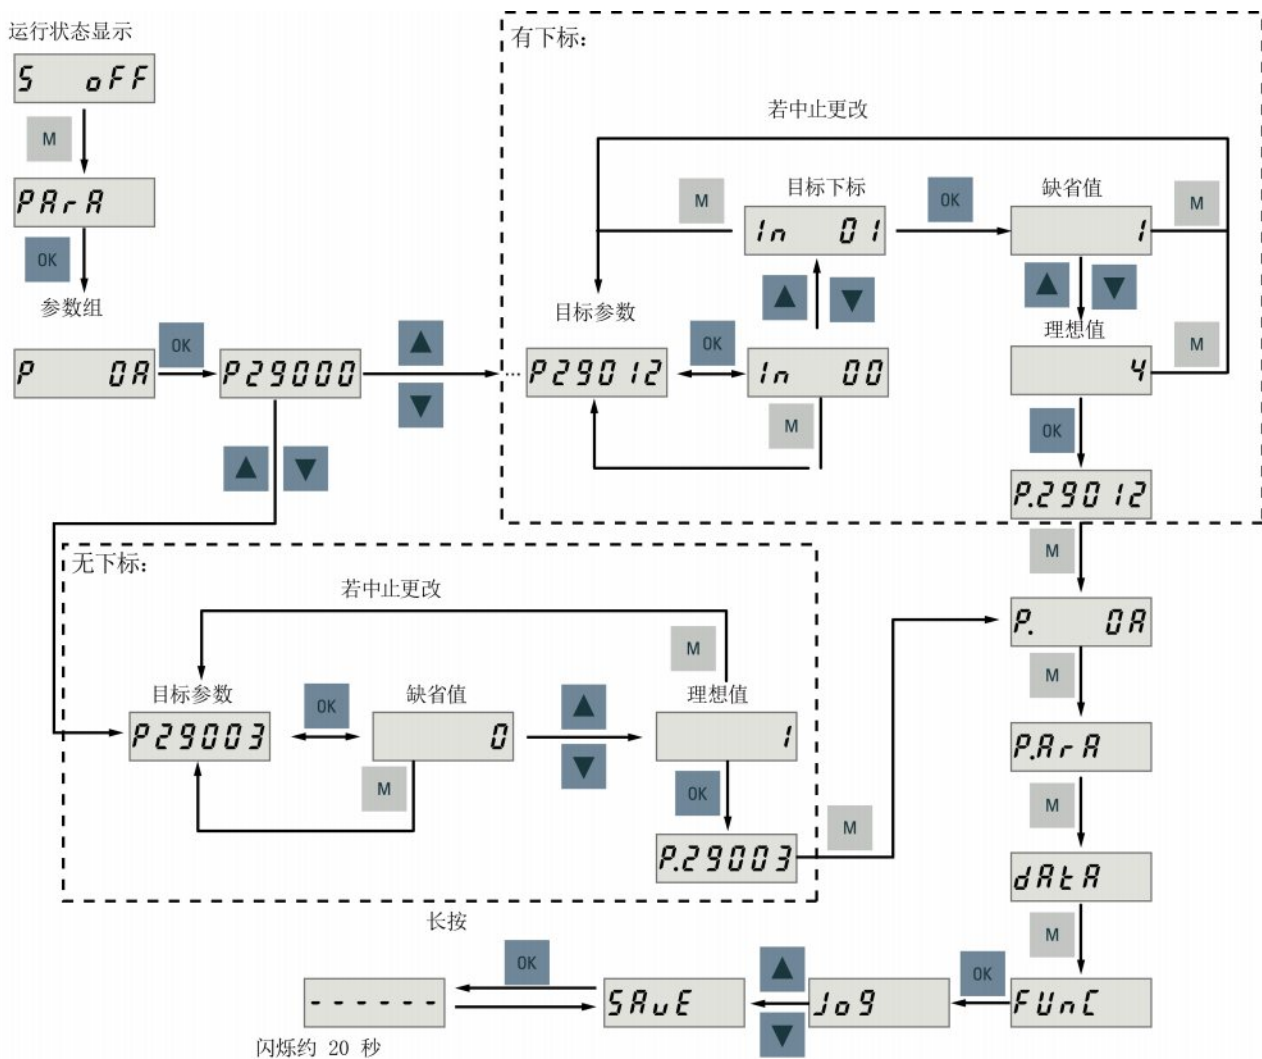 运行状态显示
S oFF
M
PArA
OK
参数组
P 0A
OK
P29000
有下标:
若中止更改
目标下标
缺省值
M
In 01
OK
1
M
目标参数
理想值
...P29012
OK
In 00
4
M
M
OK
P.29012
M
无下标:
若中止更改
P. 0A
M
M
目标参数
缺省值
理想值
P29003
OK
0
1
P.ArA
M
OK
M
P.29003
M
dAtA
M
长按
OK
OK
------
SAvE
Jog
FUnC
闪烁约 20 秒